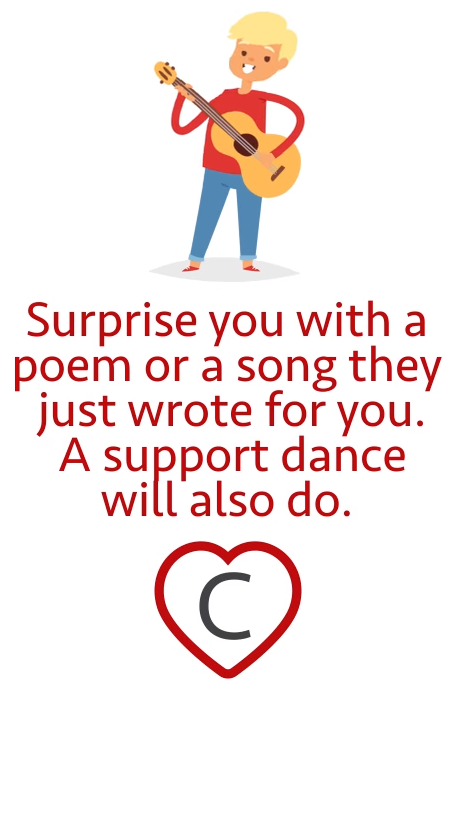 Surprise you with a
poem or a song they
just wrote for you.
A support dance
will also do.
C